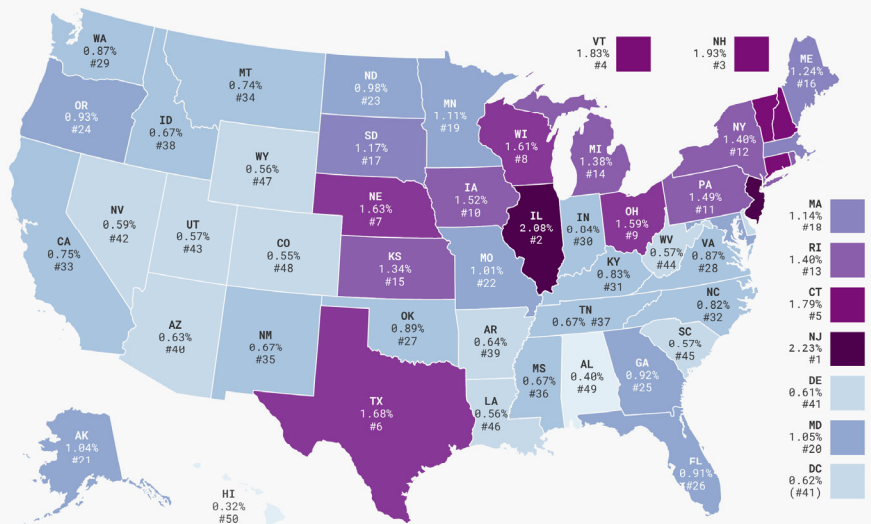 WA
0.87%
#29
MT
0.74%
#34
ND
0.98%
#23
MN
1.11%
#19
VT
1.83%
#4
NH
1.93%
#3
ME
1.24%
#16
OR
0.93%
#24
ID
0.67%
#38
SD
1.17%
#17
WI
1.61%
#8
MI
1.38%
#14
NY
1.40%
#12
WY
0.56%
#47
NE
1.63%
#7
IA
1.52%
#10
PA
1.49%
#11
NV
0.59%
#42
UT
0.57%
#43
CO
0.55%
#48
CA
0.75%
#33
KS
1.34%
#15
MO
1.01%
#22
IL
2.08%
#2
IN
0.84%
#30
OH
1.59%
#9
WV
0.57%
#44
VA
0.87%
#28
KY
0.83%
#31
NC
0.82%
#32
TN
0.67% #37
SC
0.57%
#45
AZ
0.63%
#40
NM
0.67%
#35
OK
0.89%
#27
AR
0.64%
#39
MS
0.67%
#36
AL
0.40%
#49
GA
0.92%
#25
TX
1.68%
#6
LA
0.56%
#46
FL
0.91%
#26
AK
1.04%
#21
HI
0.32%
#50
MA
1.14%
#18
RI
1.40%
#13
CT
1.79%
#5
NJ
2.23%
#1
DE
0.61%
#41
MD
1.05%
#20
DC
0.62%
(#41)